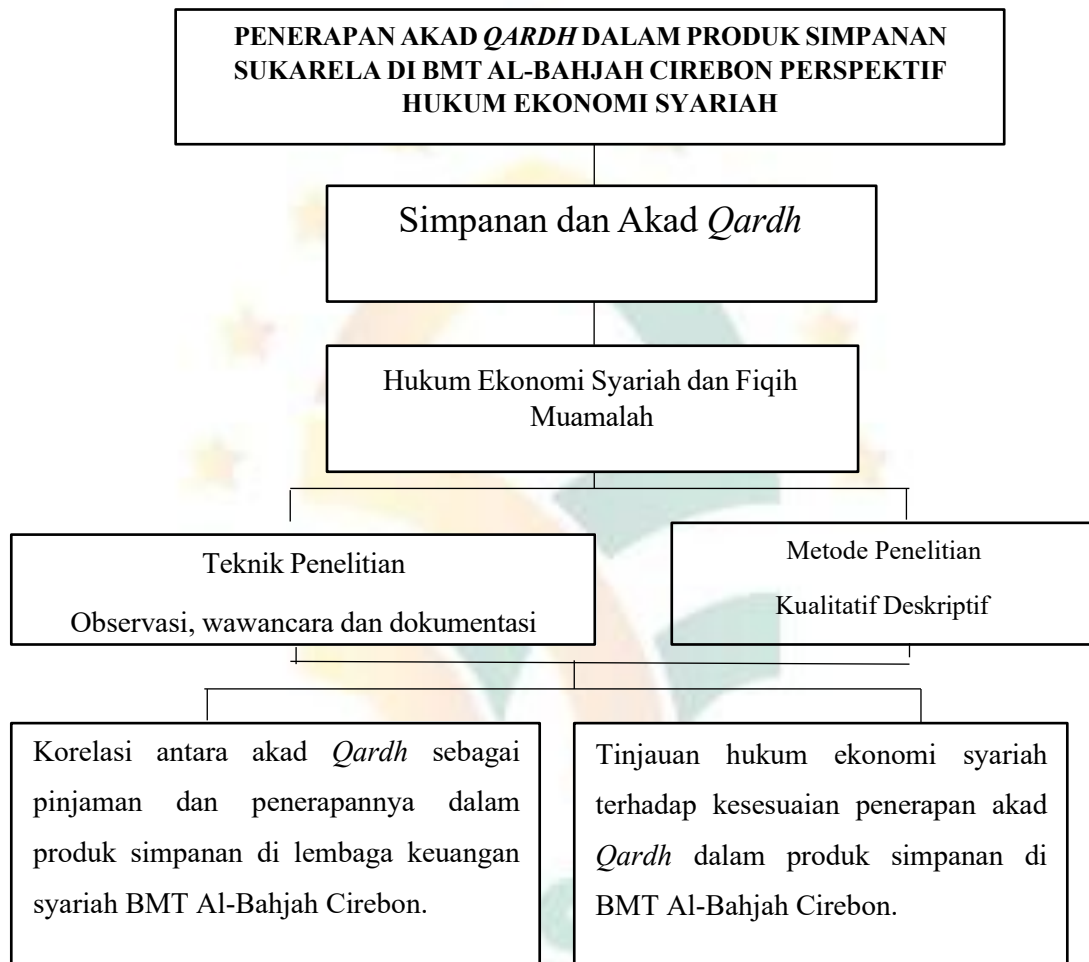 PENERAPAN AKAD QARDH DALAM PRODUK SIMPANAN
SUKARELA DI BMT AL-BAHJAH CIREBON PERSPEKTIF
HUKUM EKONOMI SYARIAH
Simpanan dan Akad Qardh
Hukum Ekonomi Syariah dan Fiqih
Muamalah
Teknik Penelitian
Observasi, wawancara dan dokumentasi
Metode Penelitian
Kualitatif Deskriptif
Korelasi antara akad Qardh sebagai
pinjaman dan penerapannya dalam
produk simpanan di lembaga keuangan
syariah BMT Al-Bahjah Cirebon.
Tinjauan hukum ekonomi syariah
terhadap kesesuaian penerapan akad
Qardh dalam produk simpanan di
BMT Al-Bahjah Cirebon.